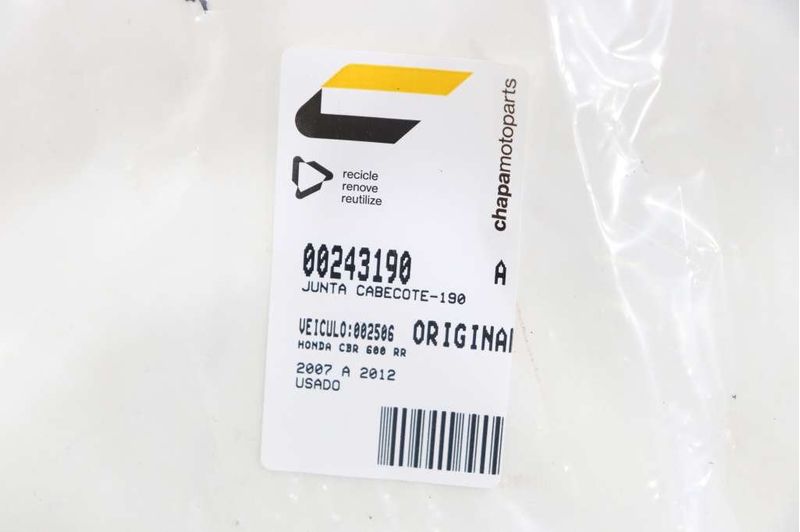 chapamotoparts
recicle
renove
reutilize
00243190 A
JUNTA CABECOTE-190
VEICULO:002506 ORIGINAL
HONDA CBR 600 RR
2007 A 2012
USADO